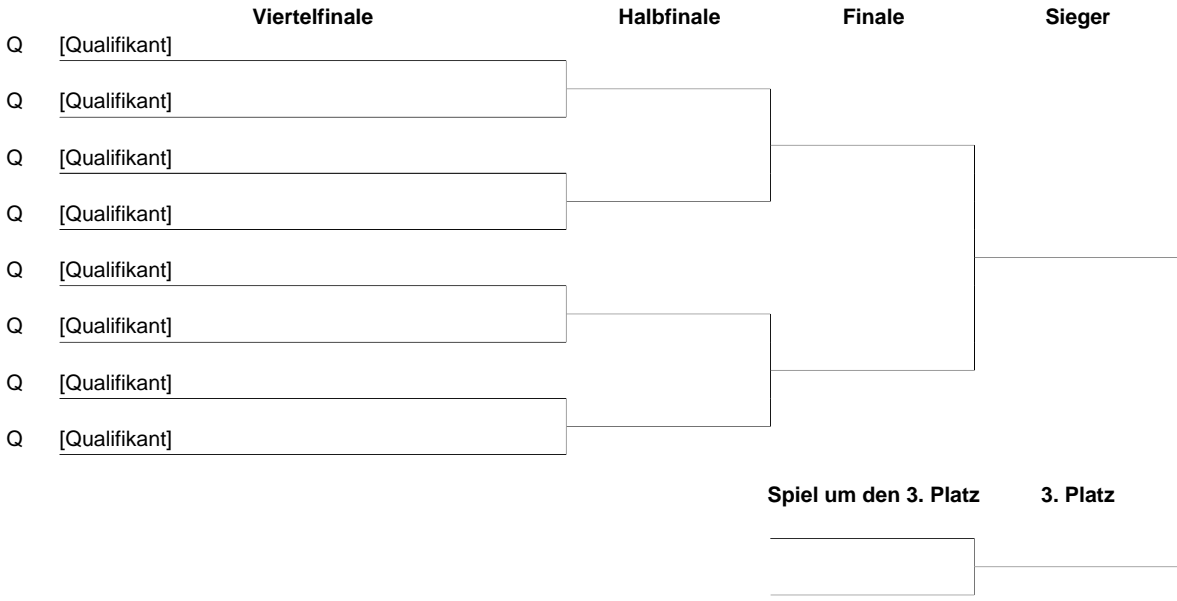 Viertelfinale Halbfinale Finale Sieger
Q [Qualifikant]
Q [Qualifikant]
Q [Qualifikant]
Q [Qualifikant]
Q [Qualifikant]
Q [Qualifikant]
Q [Qualifikant]
Q [Qualifikant]
Spiel um den 3. Platz 3. Platz